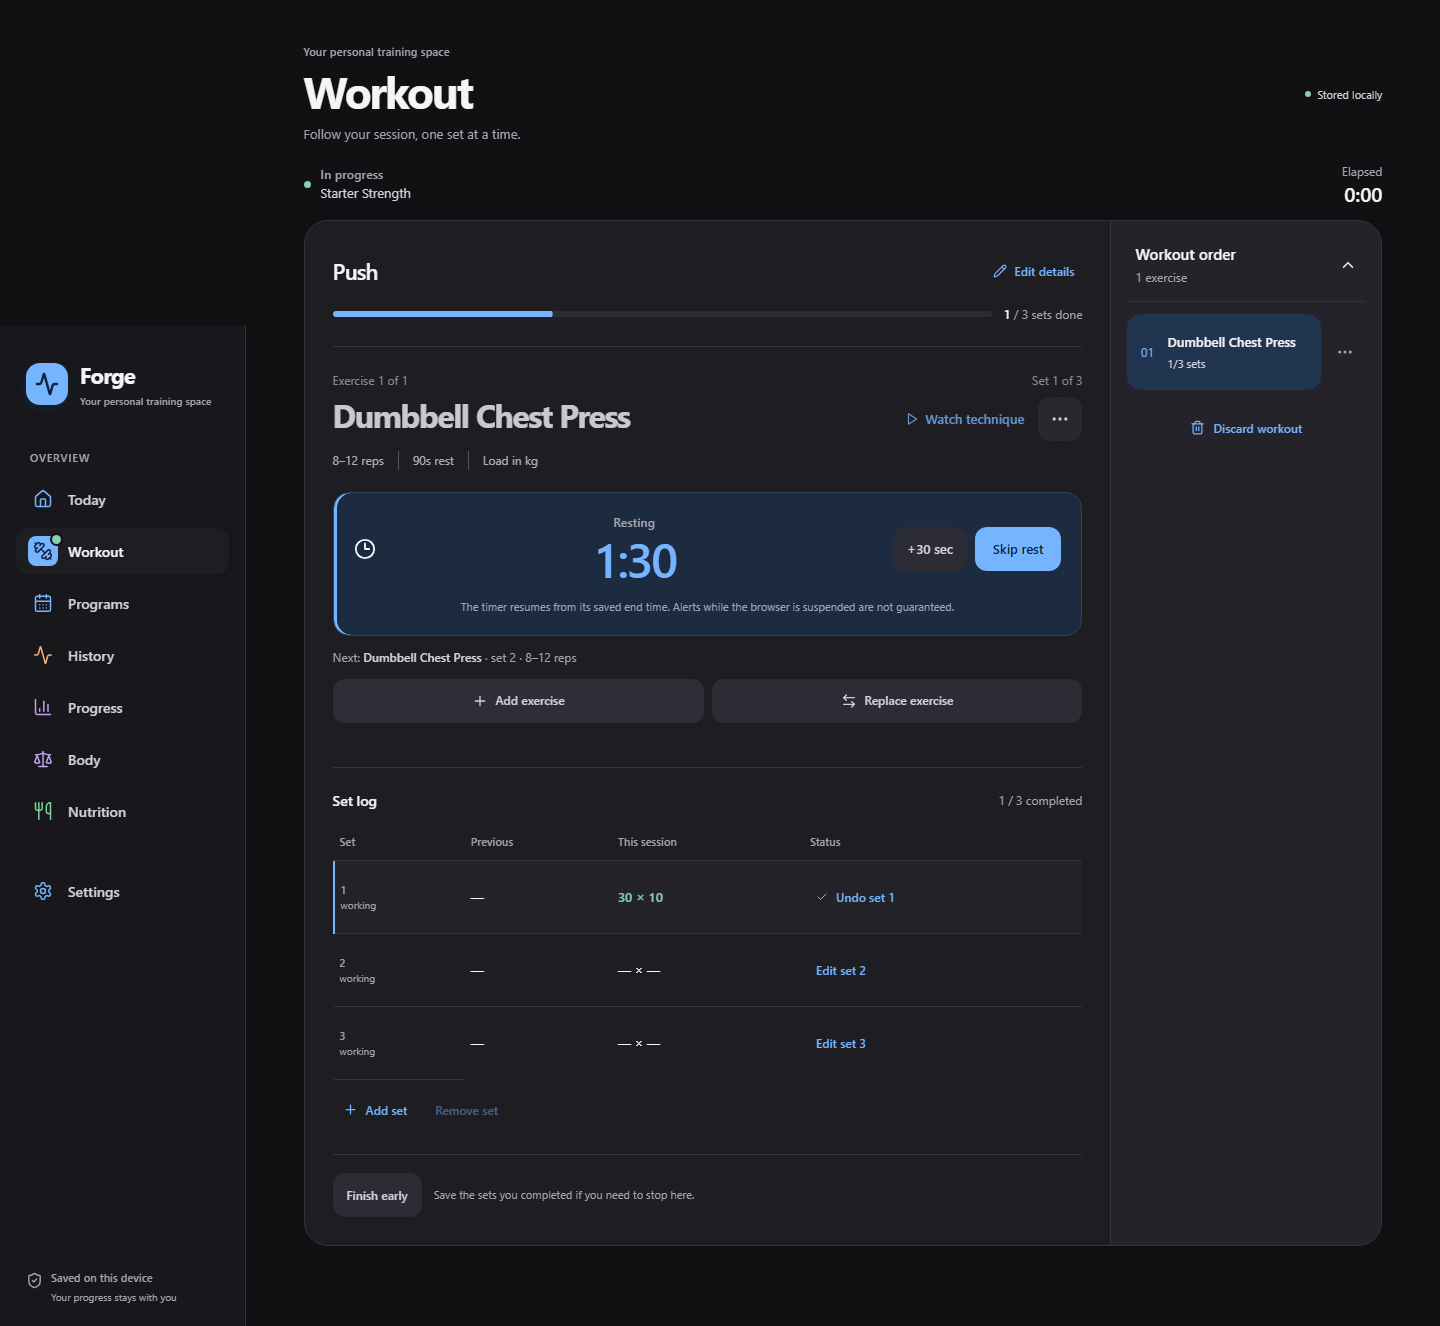 Your personal training space
Workout
Follow your session, one set at a time.
Stored locally
In progress
Starter Strength
Elapsed
0:00
Forge
Your personal training space
OVERVIEW
Today
Workout
Programs
History
Progress
Body
Nutrition
Settings
Saved on this device
Your progress stays with you
Push
Edit details
1 / 3 sets done
Exercise 1 of 1
Set 1 of 3
Dumbbell Chest Press
Watch technique
8–12 reps
90s rest
Load in kg
Resting
1:30
+30 sec
Skip rest
The timer resumes from its saved end time. Alerts while the browser is suspended are not guaranteed.
Next: Dumbbell Chest Press · set 2 · 8–12 reps
Add exercise
Replace exercise
Set log
1 / 3 completed
Set Previous This session Status
1
working
— 30 × 10 Undo set 1
2
working
— — × — Edit set 2
3
working
— — × — Edit set 3
Add set
Remove set
Finish early
Save the sets you completed if you need to stop here.
Workout order
1 exercise
01
Dumbbell Chest Press
1/3 sets
Discard workout